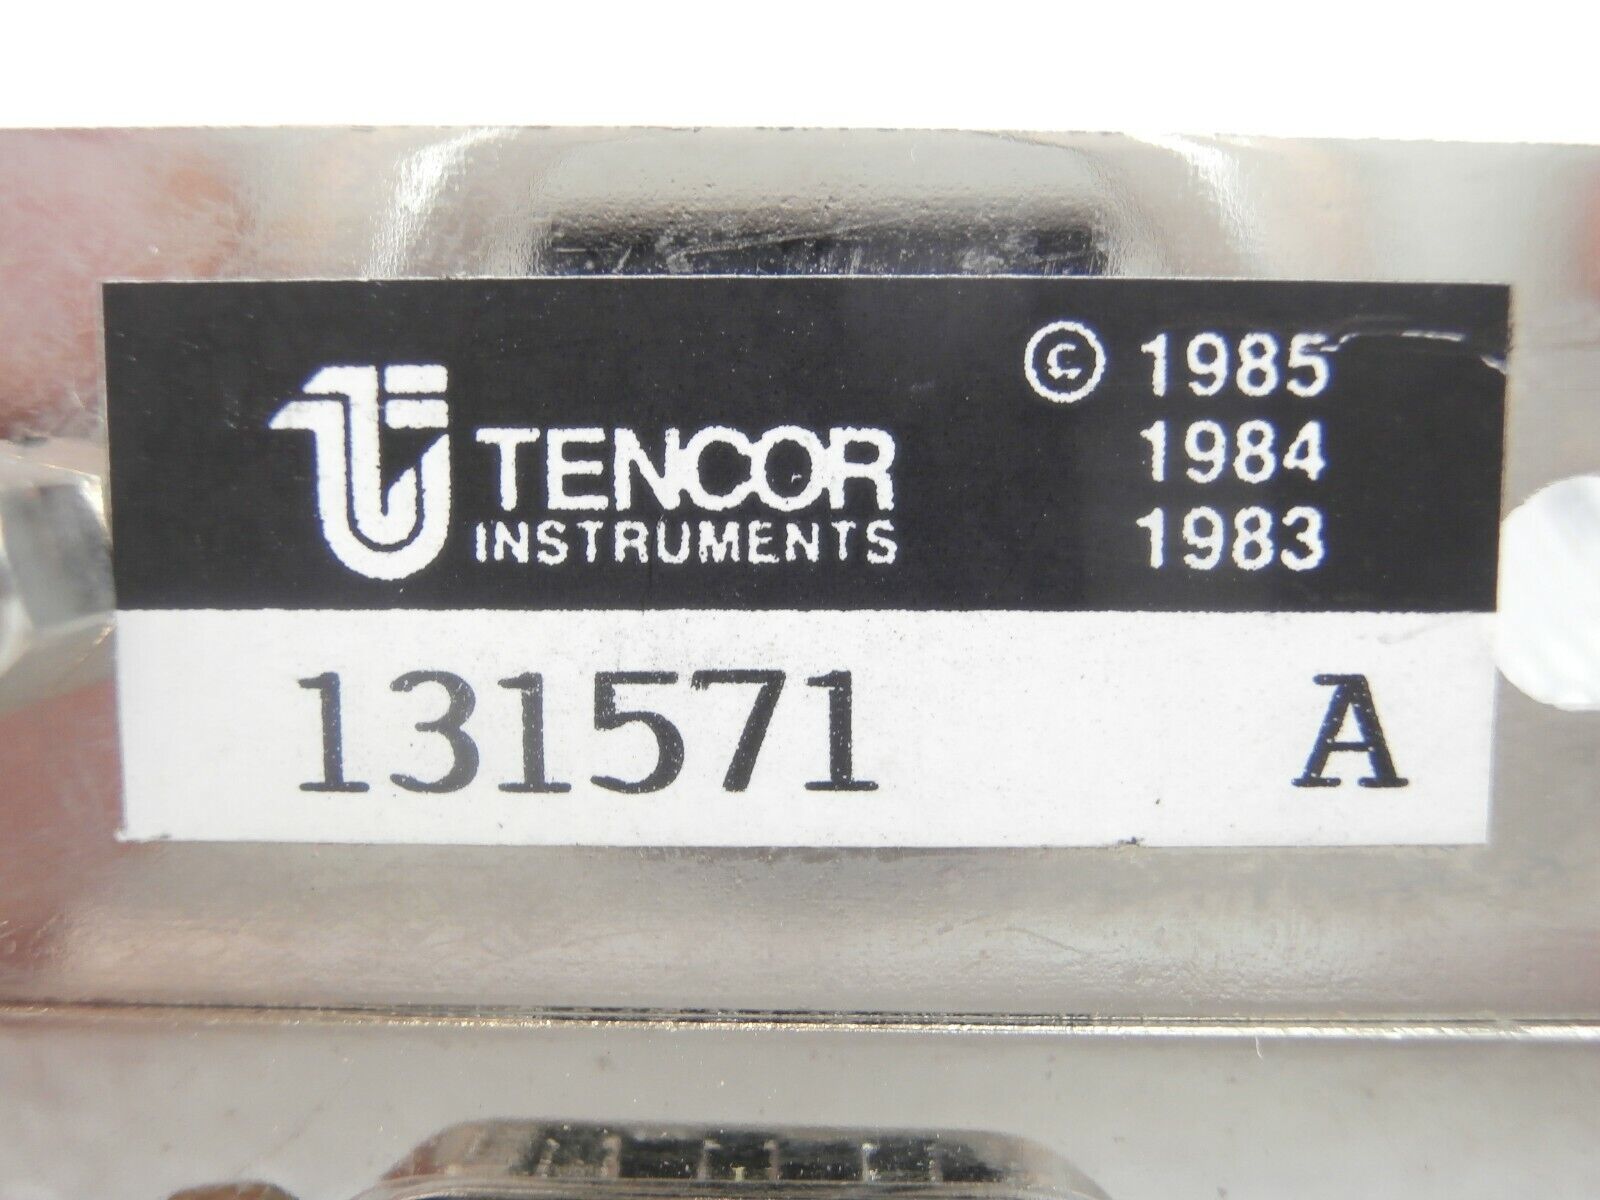 © 1985
1984
1983
TENCOR
INSTRUMENTS
131571 A